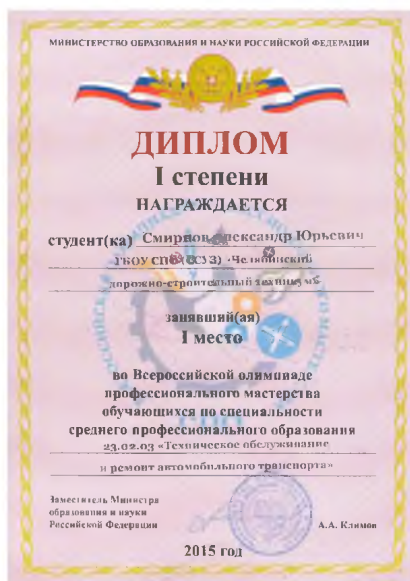 МИНИСТЕРСТВО ОБРАЗОВАНИЯ И НАУКИ РОССИЙСКОЙ ФЕДЕРАЦИИ
ДИПЛОМ
I степени
НАГРАЖДАЕТСЯ
студент(ка) Смирнов Александр Юрьевич
ГБОУ СПО (ССУЗ) «Челябинский
дорожно-строительный техникум»
занявший(ая)
I место
во Всероссийской олимпиаде
профессионального мастерства
обучающихся по специальности
среднего профессионального образования
23.02.03 «Техническое обслуживание
и ремонт автомобильного транспорта»
Заместитель Министра
образования и науки
Российской Федерации
А.А. Климов
2015 год